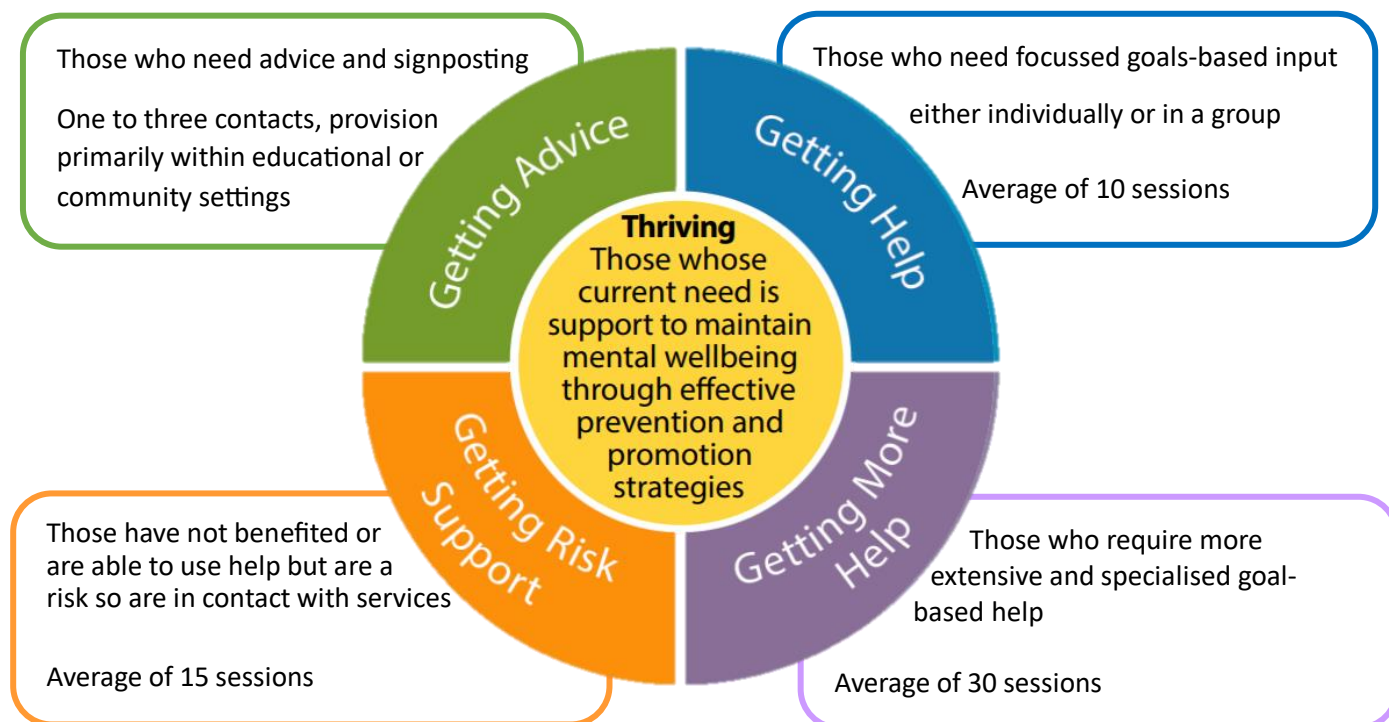 Those who need advice and signposting
One to three contacts, provision
primarily within educational or
community settings
Getting Advice
Those who need focussed goals-based input
either individually or in a group
Average of 10 sessions
Getting Help
Thriving
Those whose
current need is
support to maintain
mental wellbeing
through effective
prevention and
promotion
strategies
Getting Risk
Support
Those have not benefited or
are able to use help but are a
risk so are in contact with services
Average of 15 sessions
Getting More
Help
Those who require more
extensive and specialised goal-
based help
Average of 30 sessions